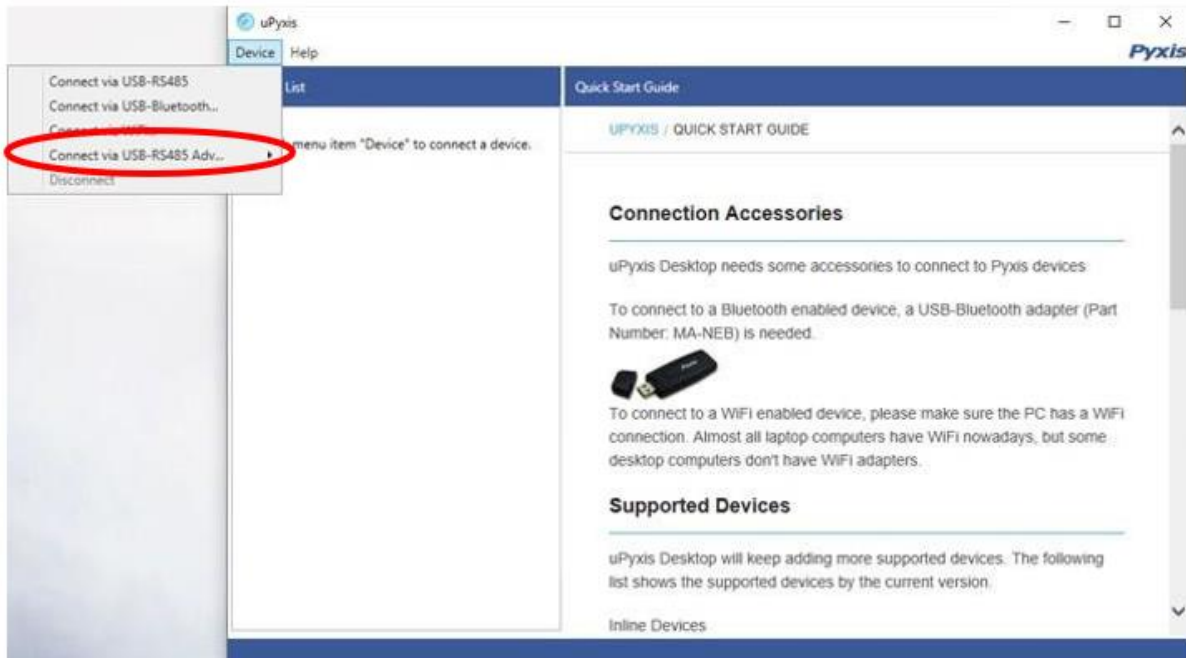 uPyxis
Device Help
Pyxis
Connect via USB-RS485
Connect via USB-Bluetooth...
Connect via WiFi...
Connect via USB-RS485 Adv...
Disconnect
List
menu item "Device" to connect a device.
Quick Start Guide
UPYXIS / QUICK START GUIDE
Connection Accessories
uPyxis Desktop needs some accessories to connect to Pyxis devices
To connect to a Bluetooth enabled device, a USB-Bluetooth adapter (Part
Number: MA-NEB) is needed.
Pyxis
To connect to a WiFi enabled device, please make sure the PC has a WiFi
connection. Almost all laptop computers have WiFi nowadays, but some
desktop computers don't have WiFi adapters.
Supported Devices
uPyxis Desktop will keep adding more supported devices. The following
list shows the supported devices by the current version.
Inline Devices